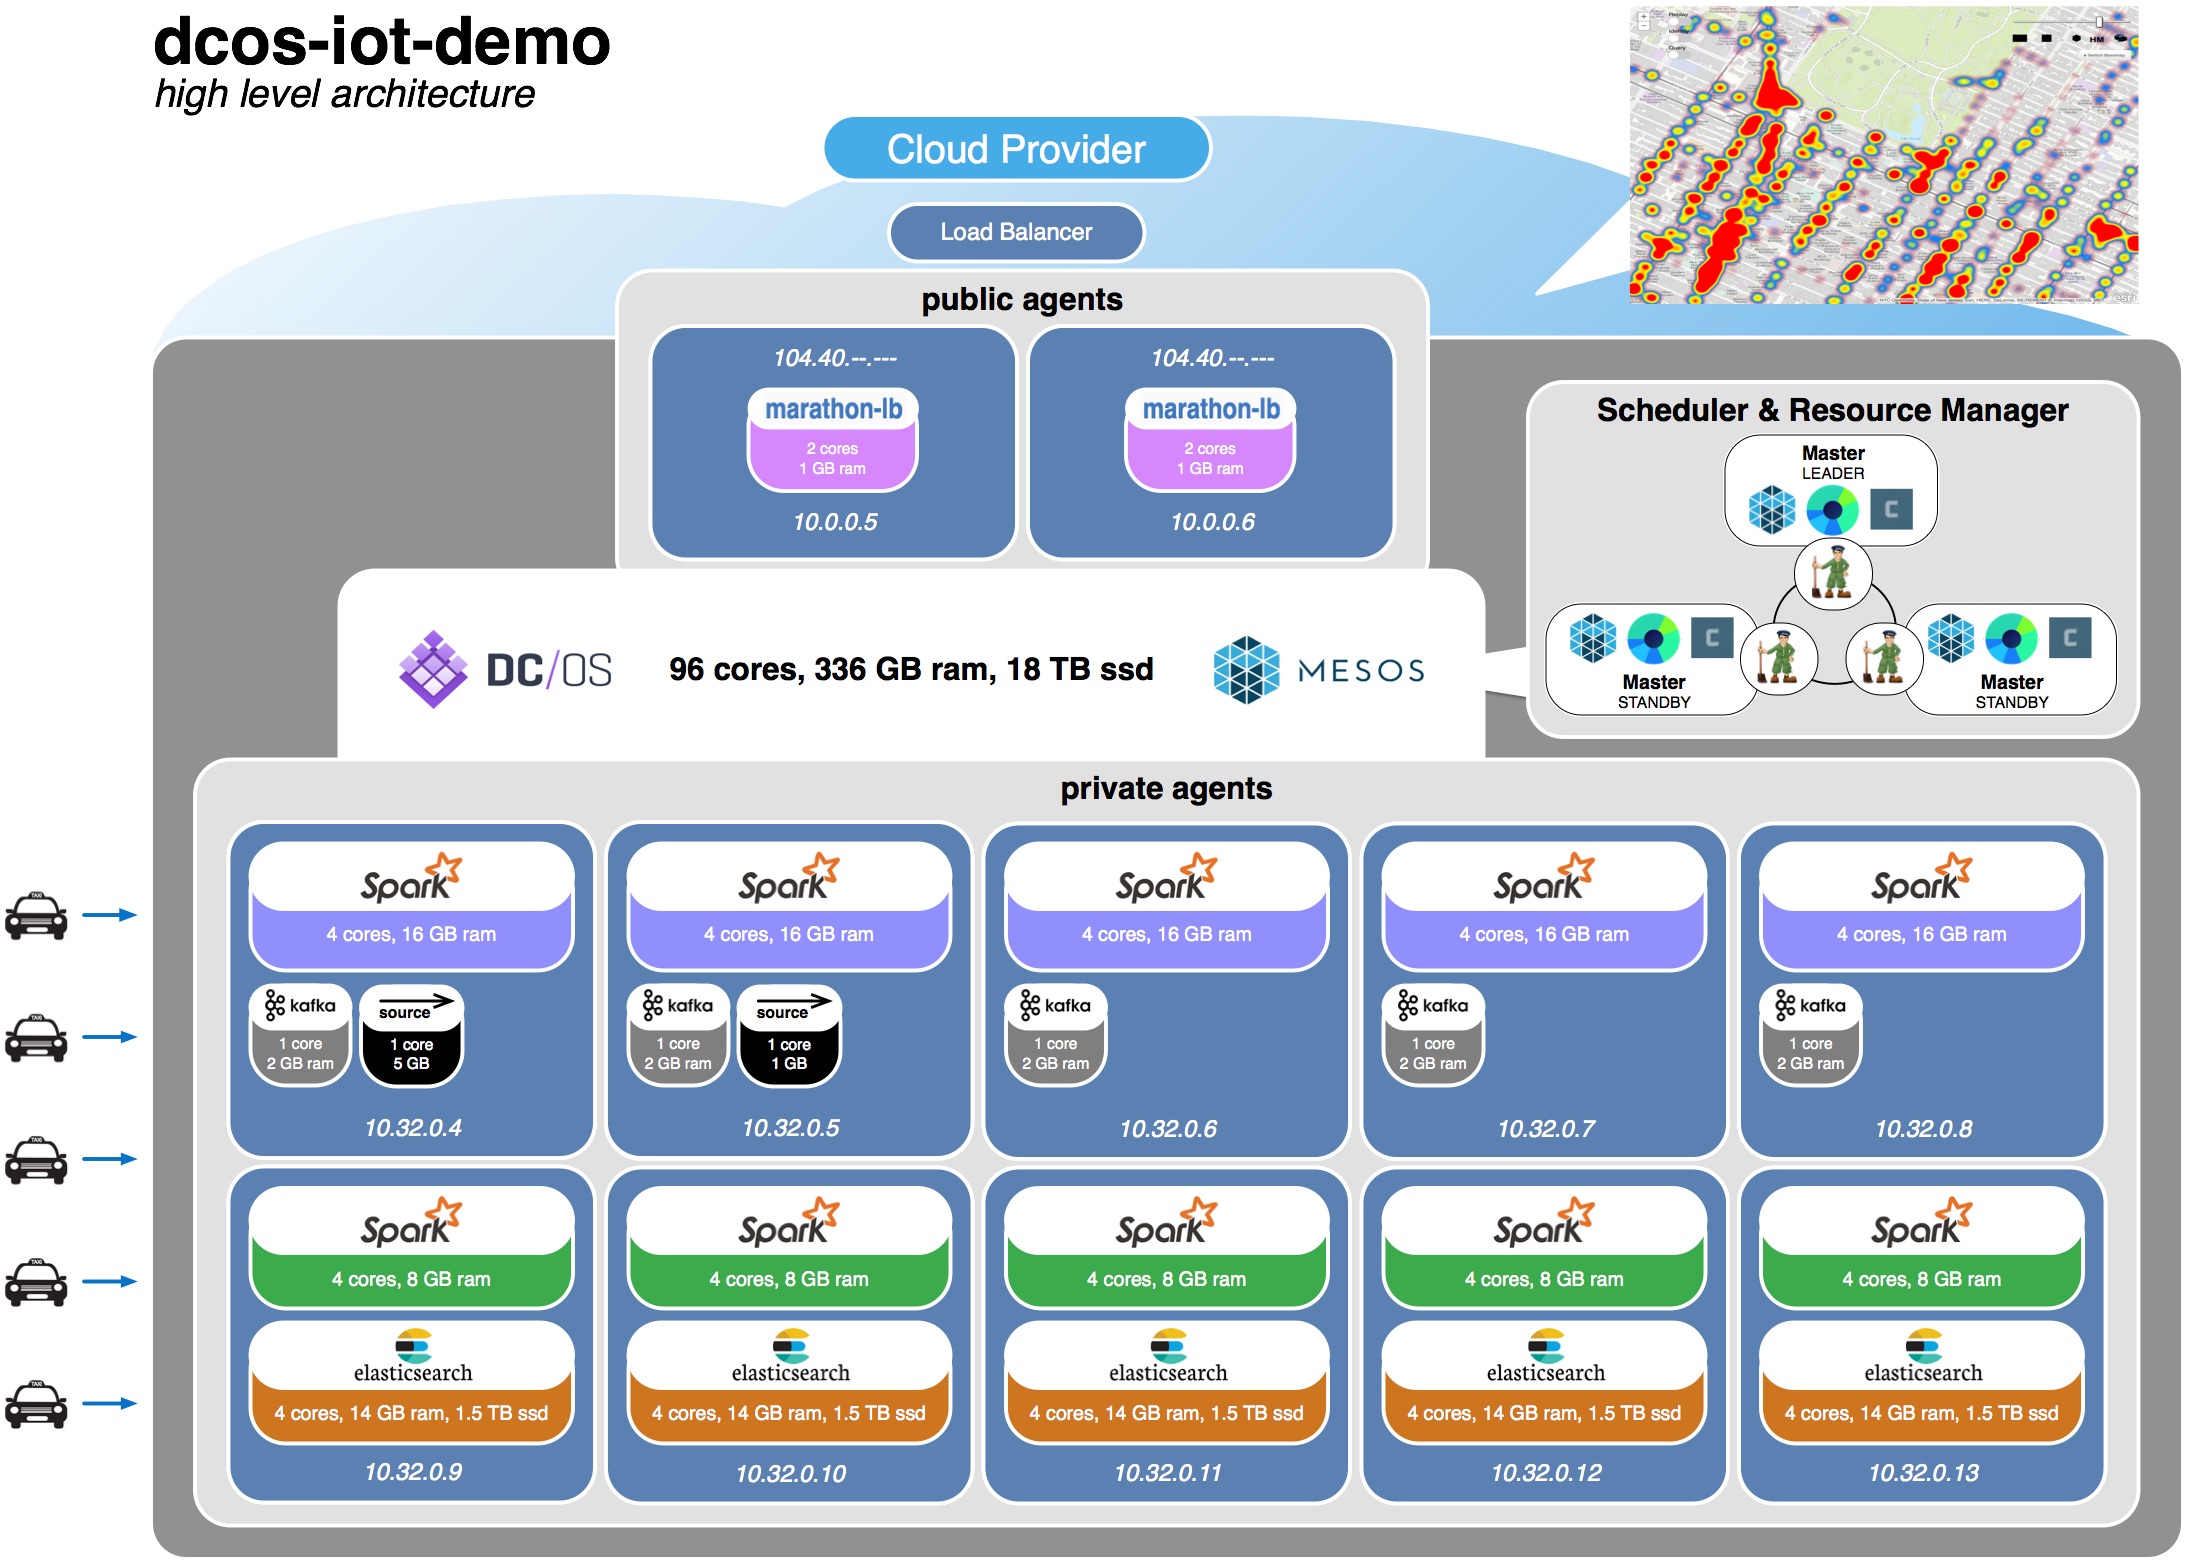 dcos-iot-demo
high level architecture
Replay
Query
HM
Switch Basemap
esri
Cloud Provider
Load Balancer
public agents
104.40.--.---
marathon-lb
2 cores
1 GB ram
10.0.0.5
104.40.--.---
marathon-lb
2 cores
1 GB ram
10.0.0.6
Scheduler & Resource Manager
Master
LEADER
C
C
Master
STANDBY
C
Master
STANDBY
DC/OS
96 cores, 336 GB ram, 18 TB ssd
MESOS
private agents
Spark
4 cores, 16 GB ram
kafka
1 core
2 GB ram
source
1 core
5 GB
10.32.0.4
Spark
4 cores, 16 GB ram
kafka
1 core
2 GB ram
source
1 core
1 GB
10.32.0.5
Spark
4 cores, 16 GB ram
kafka
1 core
2 GB ram
10.32.0.6
Spark
4 cores, 16 GB ram
kafka
1 core
2 GB ram
10.32.0.7
Spark
4 cores, 16 GB ram
kafka
1 core
2 GB ram
10.32.0.8
Spark
4 cores, 8 GB ram
elasticsearch
4 cores, 14 GB ram, 1.5 TB ssd
10.32.0.9
Spark
4 cores, 8 GB ram
elasticsearch
4 cores, 14 GB ram, 1.5 TB ssd
10.32.0.10
Spark
4 cores, 8 GB ram
elasticsearch
4 cores, 14 GB ram, 1.5 TB ssd
10.32.0.11
Spark
4 cores, 8 GB ram
elasticsearch
4 cores, 14 GB ram, 1.5 TB ssd
10.32.0.12
Spark
4 cores, 8 GB ram
elasticsearch
4 cores, 14 GB ram, 1.5 TB ssd
10.32.0.13
TAXI
TAXI
TAXI
TAXI
TAXI